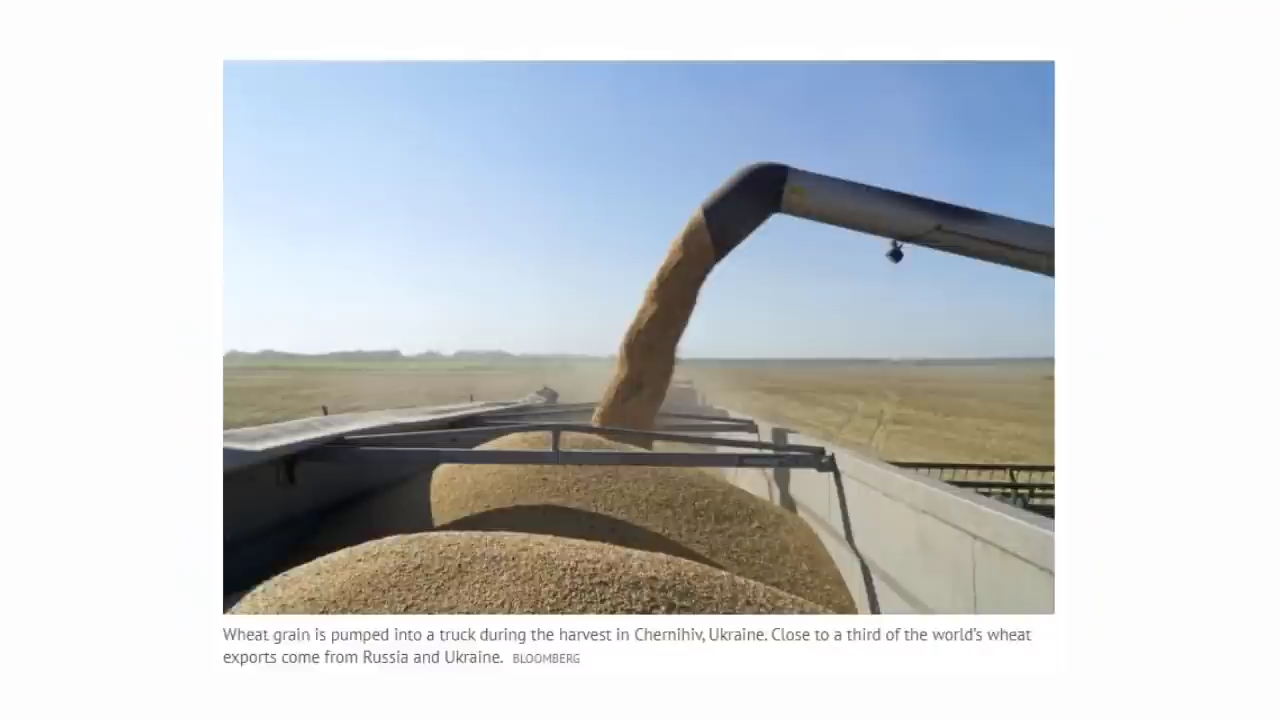 Wheat grain is pumped into a truck during the harvest in Chernihiv, Ukraine. Close to a third of the world’s wheat
exports come from Russia and Ukraine. BLOOMBERG